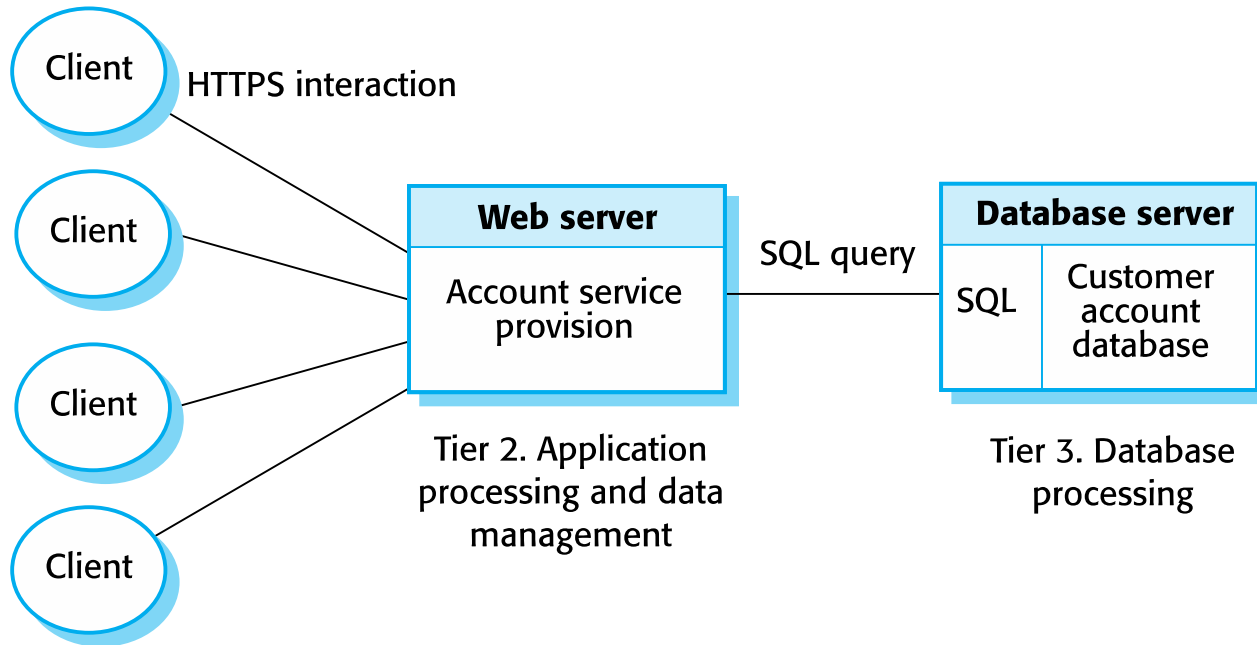 Client
HTTPS interaction
Client
Client
Client
Web server
Account service
provision
Tier 2. Application
processing and data
management
SQL query
Database server
SQL
Customer
account
database
Tier 3. Database
processing